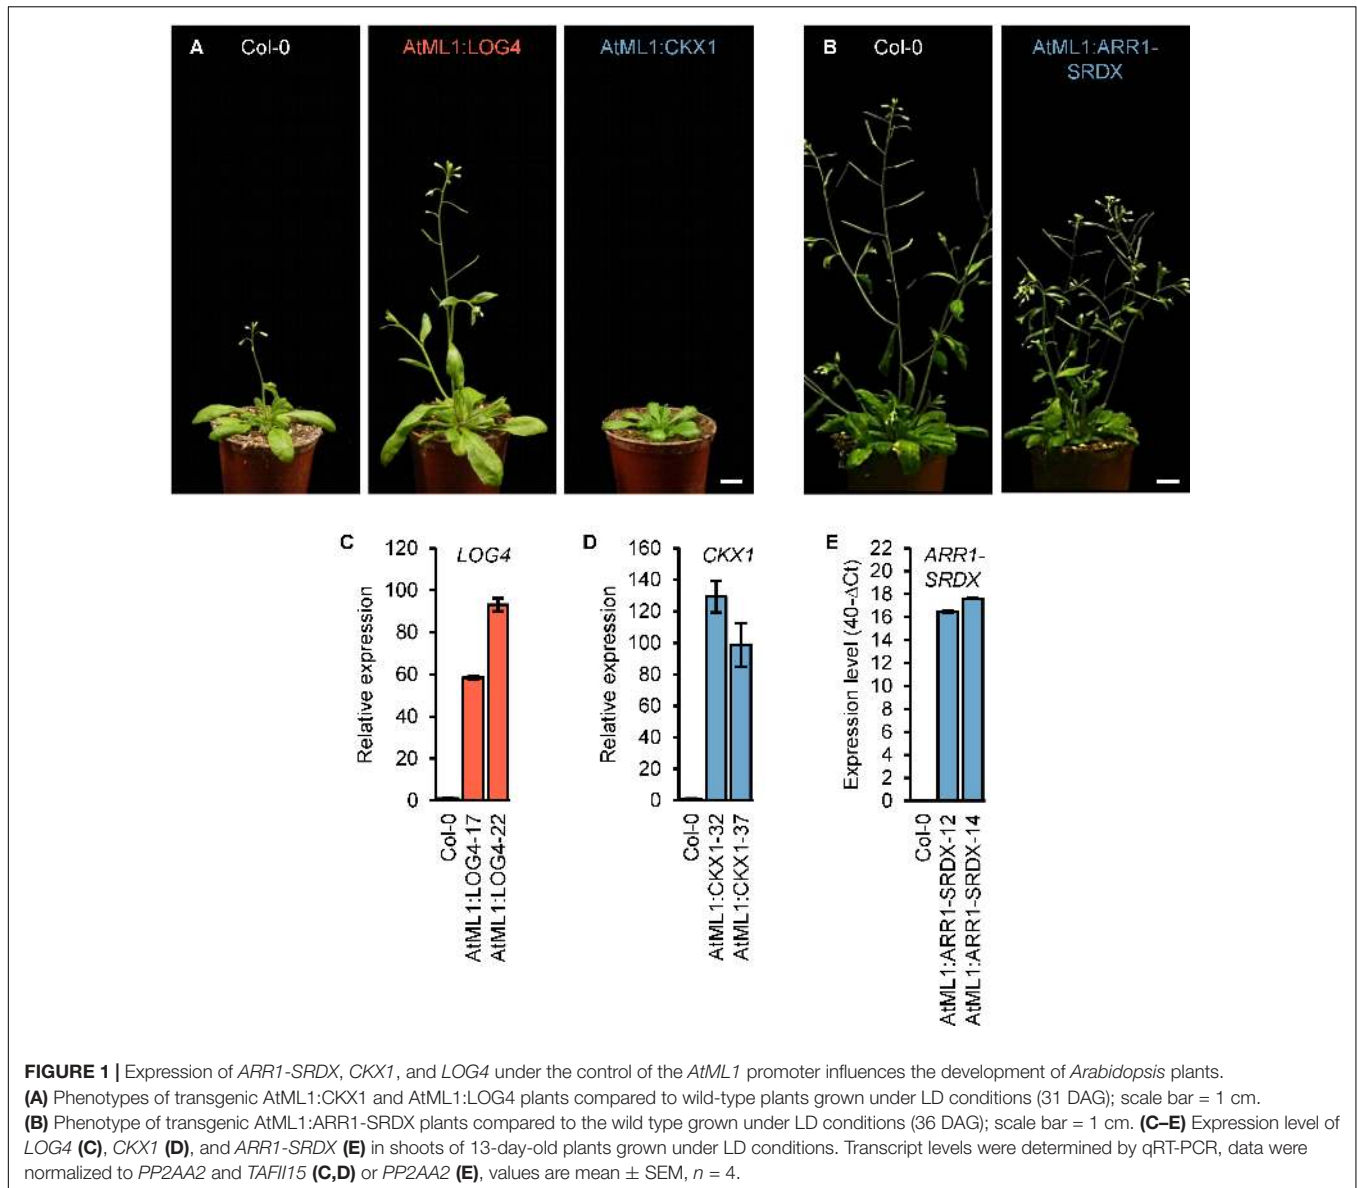 A
Col-0
AtML1:LOG4
AtML1:CKX1
B
Col-0
AtML1:ARR1-
SRDX
C
LOG4
Relative expression
120
100
80
60
40
20
0
Col-0
AtML1:LOG4-17
AtML1:LOG4-22
D
CKX1
Relative expression
160
140
120
100
80
60
40
20
0
Col-0
AtML1:CKX1-32
AtML1:CKX1-37
E
ARR1-
SRDX
Expression level (40-ΔCt)
22
20
18
16
14
12
10
8
6
4
2
0
Col-0
AtML1:ARR1-SRDX-12
AtML1:ARR1-SRDX-14
FIGURE 1 | Expression of ARR1-SRDX, CKX1, and LOG4 under the control of the AtML1 promoter influences the development of Arabidopsis plants.
(A) Phenotypes of transgenic AtML1:CKX1 and AtML1:LOG4 plants compared to wild-type plants grown under LD conditions (31 DAG); scale bar = 1 cm.
(B) Phenotype of transgenic AtML1:ARR1-SRDX plants compared to the wild type grown under LD conditions (36 DAG); scale bar = 1 cm. (C–E) Expression level of
LOG4 (C), CKX1 (D), and ARR1-SRDX (E) in shoots of 13-day-old plants grown under LD conditions. Transcript levels were determined by qRT-PCR, data were
normalized to PP2AA2 and TAFII15 (C,D) or PP2AA2 (E), values are mean ± SEM, n = 4.